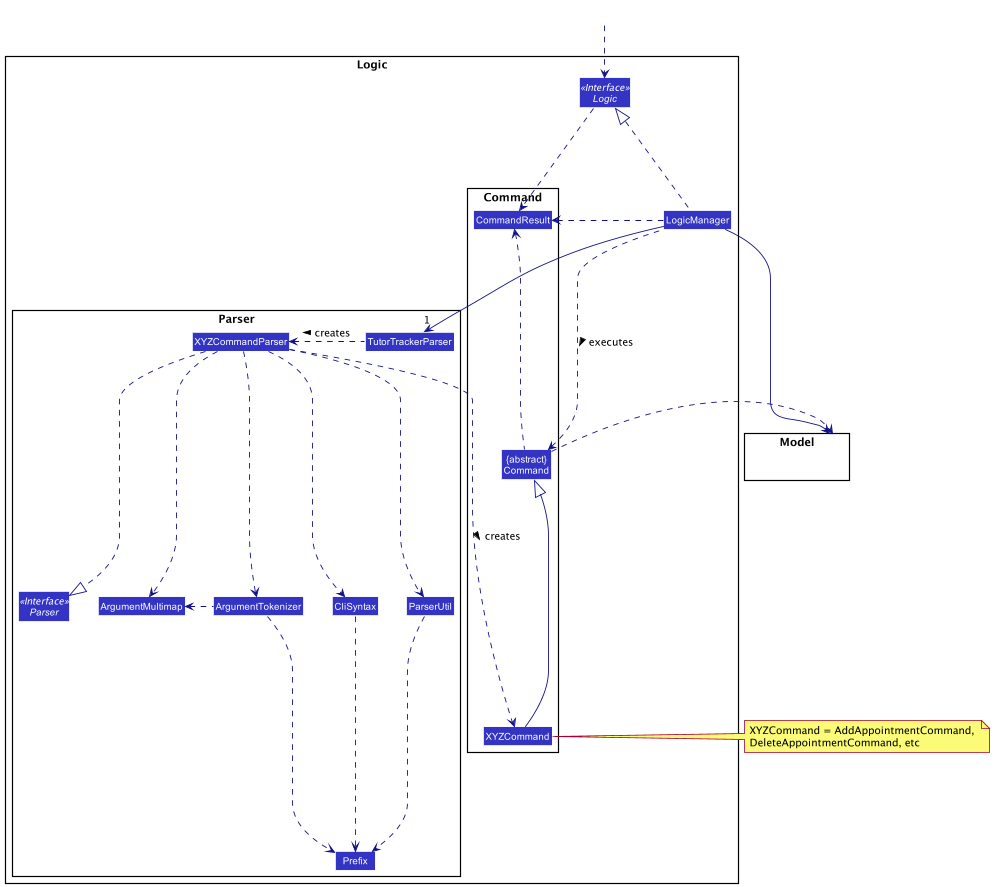 Logic
«Interface»
Logic
Command
CommandResult
LogicManager
Parser
1
XYZCommandParser
creates
TutorTrackerParser
executes
Model
{abstract}
Command
creates
«Interface»
Parser
ArgumentMultimap
ArgumentTokenizer
CliSyntax
ParserUtil
XYZCommand
XYZCommand = AddAppointmentCommand,
DeleteAppointmentCommand, etc
Prefix